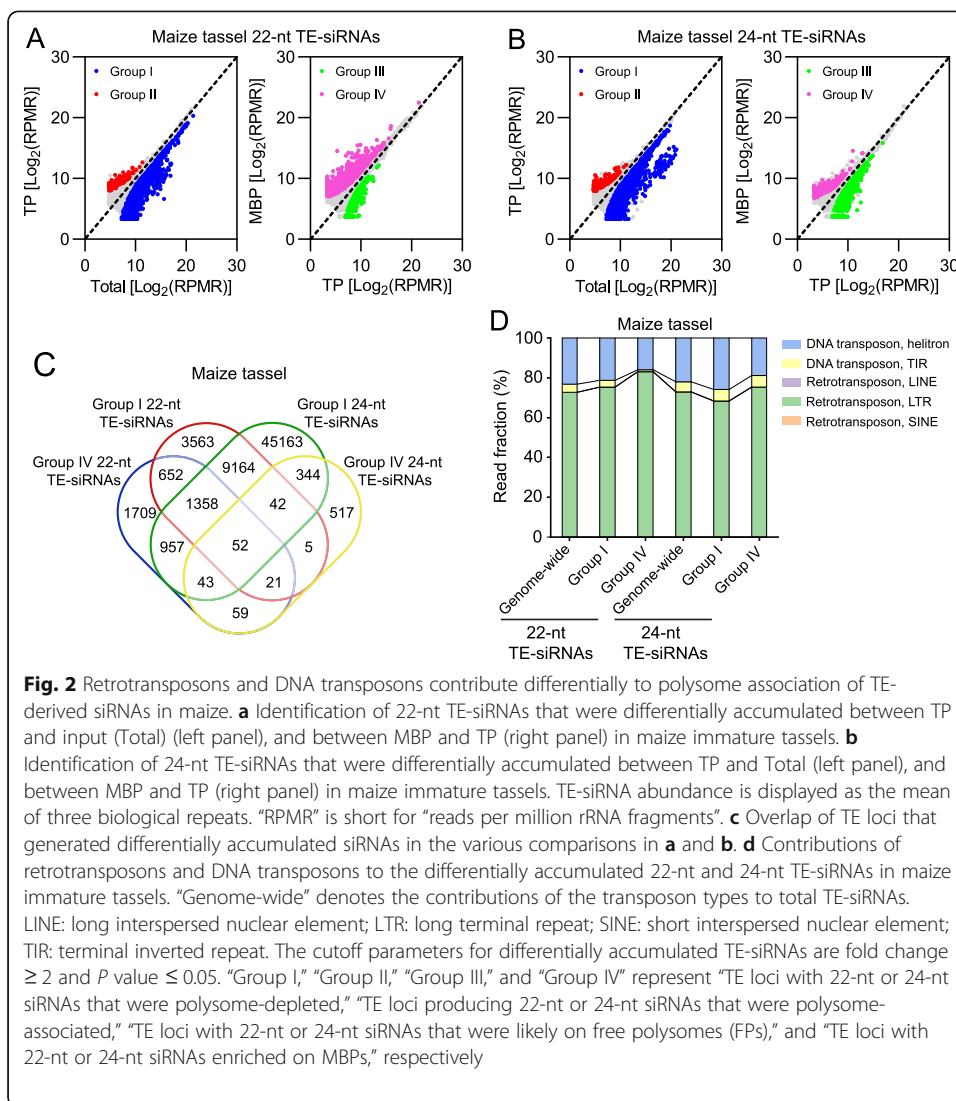 A
Maize tassel 22-nt TE-siRNAs
B
Maize tassel 24-nt TE-siRNAs
30
20
10
0
TP [Log2(RPMR)]
Group I
Group II
0 10 20 30
Total [Log2(RPMR)]
30
20
10
0
MBP [Log2(RPMR)]
Group III
Group IV
0 10 20 30
TP [Log2(RPMR)]
30
20
10
0
TP [Log2(RPMR)]
Group I
Group II
0 10 20 30
Total [Log2(RPMR)]
30
20
10
0
MBP [Log2(RPMR)]
Group III
Group IV
0 10 20 30
TP [Log2(RPMR)]
C
Maize tassel
Group I 22-nt
TE-siRNAs
Group I 24-nt
TE-siRNAs
Group IV 22-nt
TE-siRNAs
Group IV 24-nt
TE-siRNAs
3563
45163
652
9164
344
1709
1358
42
517
957
52
5
43
21
59
D
Maize tassel
100
80
60
40
20
0
Read fraction (%)
Genome-wide
Group I
Group IV
Genome-wide
Group I
Group IV
22-nt
TE-siRNAs
24-nt
TE-siRNAs
DNA transposon, helitron
DNA transposon, TIR
Retrotransposon, LINE
Retrotransposon, LTR
Retrotransposon, SINE
Fig. 2 Retrotransposons and DNA transposons contribute differentially to polysome association of TE-
derived siRNAs in maize. a Identification of 22-nt TE-siRNAs that were differentially accumulated between TP
and input (Total) (left panel), and between MBP and TP (right panel) in maize immature tassels. b
Identification of 24-nt TE-siRNAs that were differentially accumulated between TP and Total (left panel), and
between MBP and TP (right panel) in maize immature tassels. TE-siRNA abundance is displayed as the mean
of three biological repeats. “RPMR” is short for “reads per million rRNA fragments”. c Overlap of TE loci that
generated differentially accumulated siRNAs in the various comparisons in a and b. d Contributions of
retrotransposons and DNA transposons to the differentially accumulated 22-nt and 24-nt TE-siRNAs in maize
immature tassels. “Genome-wide” denotes the contributions of the transposon types to total TE-siRNAs.
LINE: long interspersed nuclear element; LTR: long terminal repeat; SINE: short interspersed nuclear element;
TIR: terminal inverted repeat. The cutoff parameters for differentially accumulated TE-siRNAs are fold change
≥ 2 and P value ≤ 0.05. “Group I,” “Group II,” “Group III,” and “Group IV” represent “TE loci with 22-nt or 24-nt
siRNAs that were polysome-depleted,” “TE loci producing 22-nt or 24-nt siRNAs that were polysome-
associated,” “TE loci with 22-nt or 24-nt siRNAs that were likely on free polysomes (FPs),” and “TE loci with
22-nt or 24-nt siRNAs enriched on MBPs,” respectively